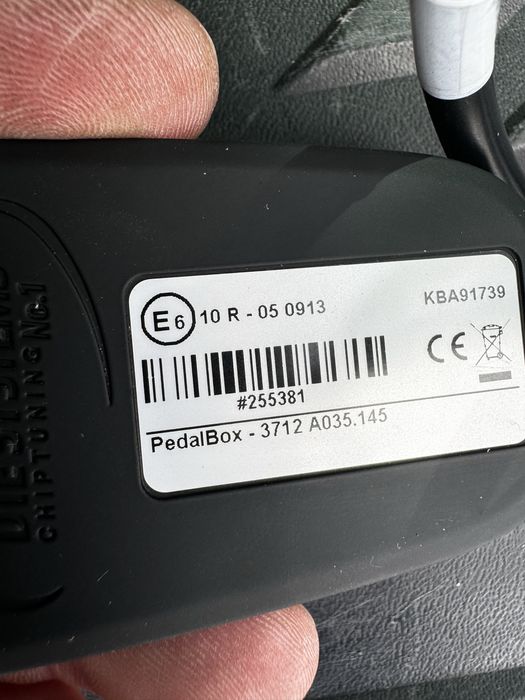 E6 10 R - 05 0913
KBA91739
CE
#255381
PedalBox - 3712 A035.145
CHIPTUNING No.1